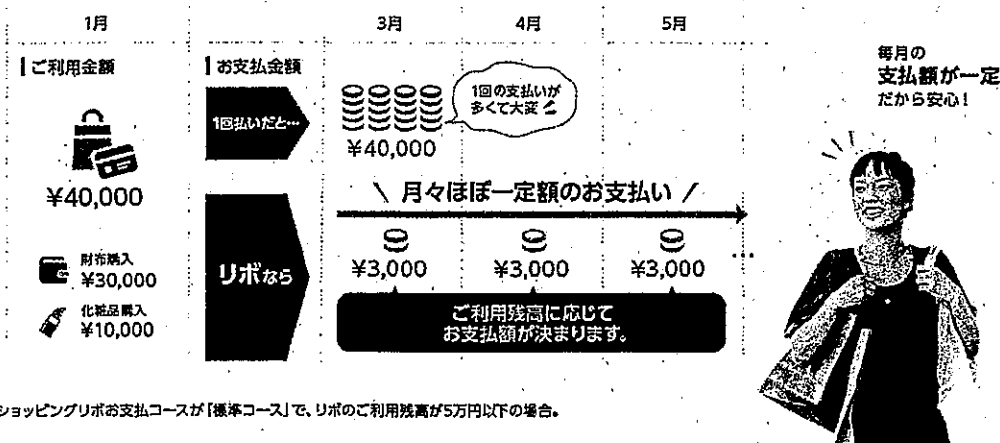 1月
3月
4月
5月
ご利用金額
お支払金額
毎月の
支払額が一定
だから安心！
1回払いだと…
1回の支払いが
多くて大変
¥40,000
¥40,000
月々ほぼ一定額のお支払い
財布購入
¥30,000
化粧品購入
¥10,000
リボなら
¥3,000
¥3,000
¥3,000
…
ご利用残高に応じて
お支払額が決まります。
ショッピングリボお支払コースが「標準コース」で、リボのご利用残高が5万円以下の場合。